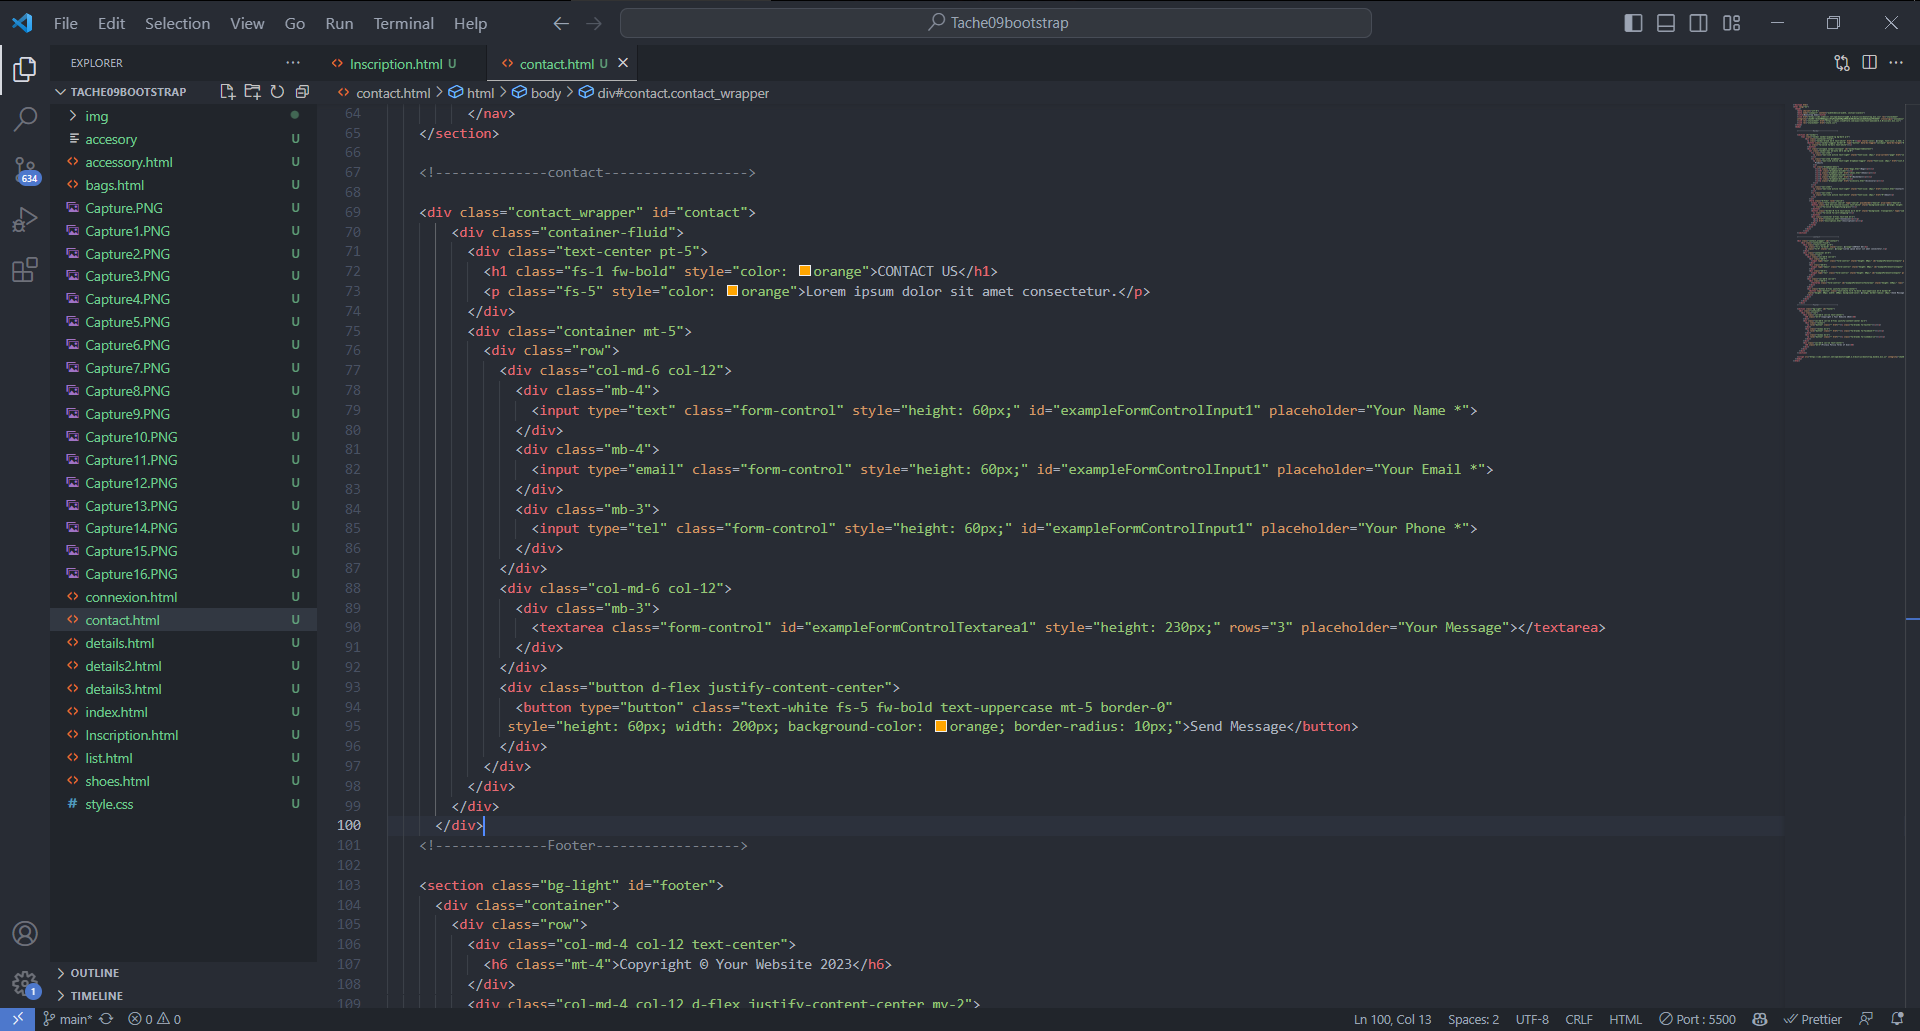 File Edit Selection View Go Run Terminal Help
Tache09bootstrap
EXPLORER
Inscription.html U
contact.html U
TACHE09BOOTSTRAP
contact.html > html > body > div#contact.contact_wrapper
img
accesory U
accessory.html U
bags.html U
Capture.PNG U
Capture1.PNG U
Capture2.PNG U
Capture3.PNG U
Capture4.PNG U
Capture5.PNG U
Capture6.PNG U
Capture7.PNG U
Capture8.PNG U
Capture9.PNG U
Capture10.PNG U
Capture11.PNG U
Capture12.PNG U
Capture13.PNG U
Capture14.PNG U
Capture15.PNG U
Capture16.PNG U
connexion.html U
contact.html U
details.html U
details2.html U
details3.html U
index.html U
Inscription.html U
list.html U
shoes.html U
# style.css U
OUTLINE
TIMELINE
634
1
64 </nav>
65 </section>
66
67 <!--------------contact------------------>
68
69 <div class="contact_wrapper" id="contact">
70 <div class="container-fluid">
71 <div class="text-center pt-5">
72 <h1 class="fs-1 fw-bold" style="color: orange">CONTACT US</h1>
73 <p class="fs-5" style="color: orange">Lorem ipsum dolor sit amet consectetur.</p>
74 </div>
75 <div class="container mt-5">
76 <div class="row">
77 <div class="col-md-6 col-12">
78 <div class="mb-4">
79 <input type="text" class="form-control" style="height: 60px;" id="exampleFormControlInput1" placeholder="Your Name *">
80 </div>
81 <div class="mb-4">
82 <input type="email" class="form-control" style="height: 60px;" id="exampleFormControlInput1" placeholder="Your Email *">
83 </div>
84 <div class="mb-3">
85 <input type="tel" class="form-control" style="height: 60px;" id="exampleFormControlInput1" placeholder="Your Phone *">
86 </div>
87 </div>
88 <div class="col-md-6 col-12">
89 <div class="mb-3">
90 <textarea class="form-control" id="exampleFormControlTextarea1" style="height: 230px;" rows="3" placeholder="Your Message"></textarea>
91 </div>
92 </div>
93 <div class="button d-flex justify-content-center">
94 <button type="button" class="text-white fs-5 fw-bold text-uppercase mt-5 border-0"
95 style="height: 60px; width: 200px; background-color: orange; border-radius: 10px;">Send Message</button>
96 </div>
97 </div>
98 </div>
99 </div>
100 </div>
101 <!--------------Footer------------------>
102
103 <section class="bg-light" id="footer">
104 <div class="container">
105 <div class="row">
106 <div class="col-md-4 col-12 text-center">
107 <h6 class="mt-4">Copyright © Your Website 2023</h6>
108 </div>
109 <div class="col-md-4 col-12 d-flex justify-content-center my-2">
main* 0 0 Ln 100, Col 13 Spaces: 2 UTF-8 CRLF HTML Port : 5500 Prettier